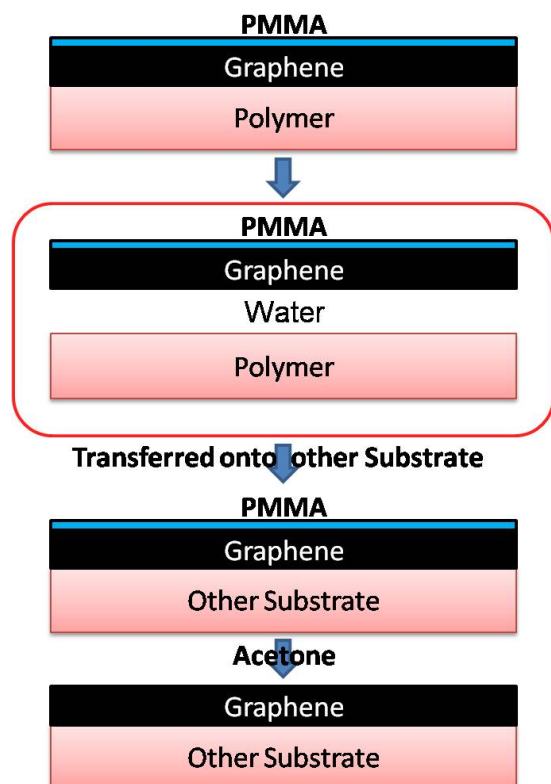 PMMA
Graphene
Polymer
PMMA
Graphene
Water
Polymer
Transferred onto other Substrate
PMMA
Graphene
Other Substrate
Acetone
Graphene
Other Substrate